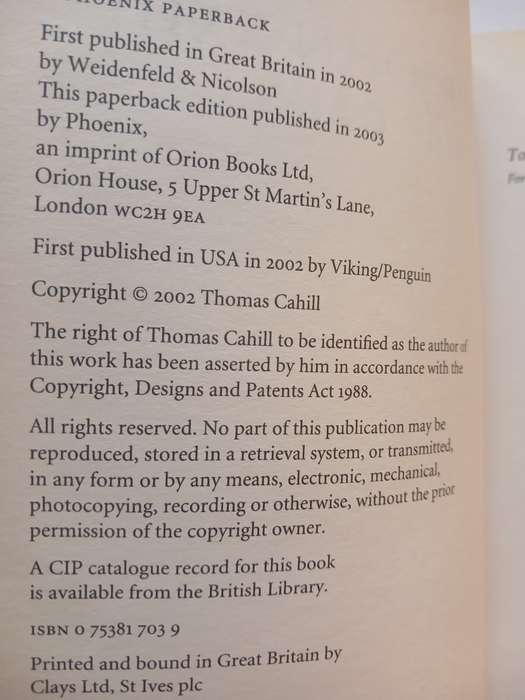 PHOENIX PAPERBACK
First published in Great Britain in 2002
by Weidenfeld & Nicolson
This paperback edition published in 2003
by Phoenix,
an imprint of Orion Books Ltd,
Orion House, 5 Upper St Martin's Lane,
London WC2H 9EA
First published in USA in 2002 by Viking/Penguin
Copyright © 2002 Thomas Cahill
The right of Thomas Cahill to be identified as the author of
this work has been asserted by him in accordance with the
Copyright, Designs and Patents Act 1988.
All rights reserved. No part of this publication may be
reproduced, stored in a retrieval system, or transmitted,
in any form or by any means, electronic, mechanical,
photocopying, recording or otherwise, without the prior
permission of the copyright owner.
A CIP catalogue record for this book
is available from the British Library.
ISBN 0 75381 703 9
Printed and bound in Great Britain by
Clays Ltd, St Ives plc